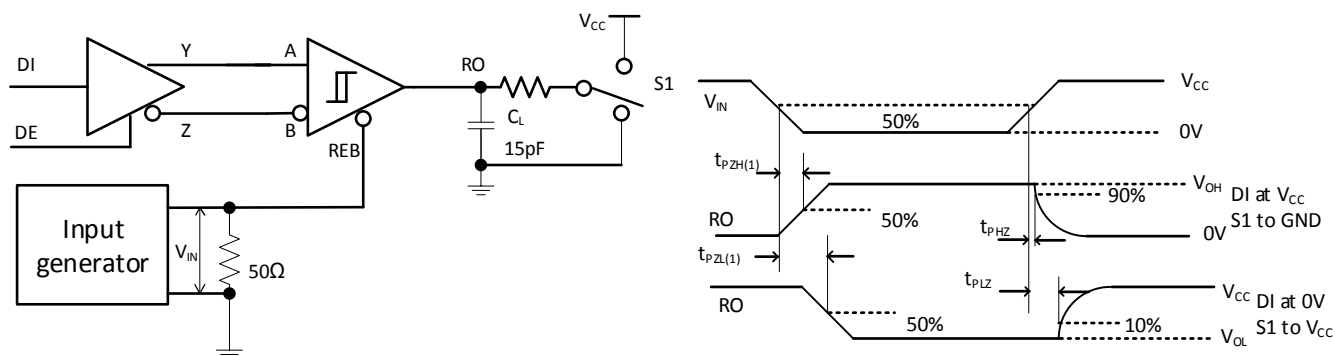 V_CC
DI
Y
A
RO
S1
DE
Z
B
REB
C_L
15pF
Input
generator
V_IN
50Ω
V_IN
50%
V_CC
0V
t_PZH(1)
RO
50%
t_PHZ
V_OH
90%
0V
DI at V_CC
S1 to GND
t_PZL(1)
RO
50%
t_PLZ
V_CC
10%
V_OL
DI at 0V
S1 to V_CC